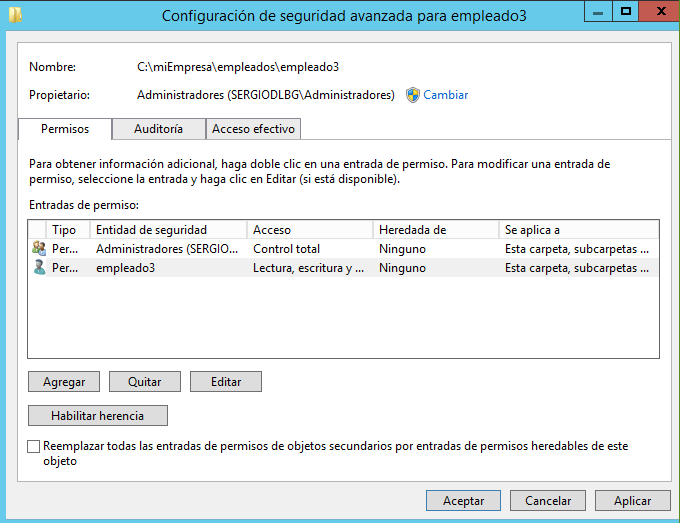 Configuración de seguridad avanzada para empleado3
Nombre: C:\miEmpresa\empleados\empleado3
Propietario: Administradores (SERGIODLBG\Administradores) Cambiar
Permisos Auditoría Acceso efectivo
Para obtener información adicional, haga doble clic en una entrada de permiso. Para modificar una entrada de
permiso, seleccione la entrada y haga clic en Editar (si está disponible).
Entradas de permiso:
Tipo Entidad de seguridad Acceso Heredada de Se aplica a
Per... Administradores (SERGIO... Control total Ninguno Esta carpeta, subcarpetas ...
Per... empleado3 Lectura, escritura y ... Ninguno Esta carpeta, subcarpetas ...
Agregar Quitar Editar
Habilitar herencia
Reemplazar todas las entradas de permisos de objetos secundarios por entradas de permisos heredables de este
objeto
Aceptar Cancelar Aplicar